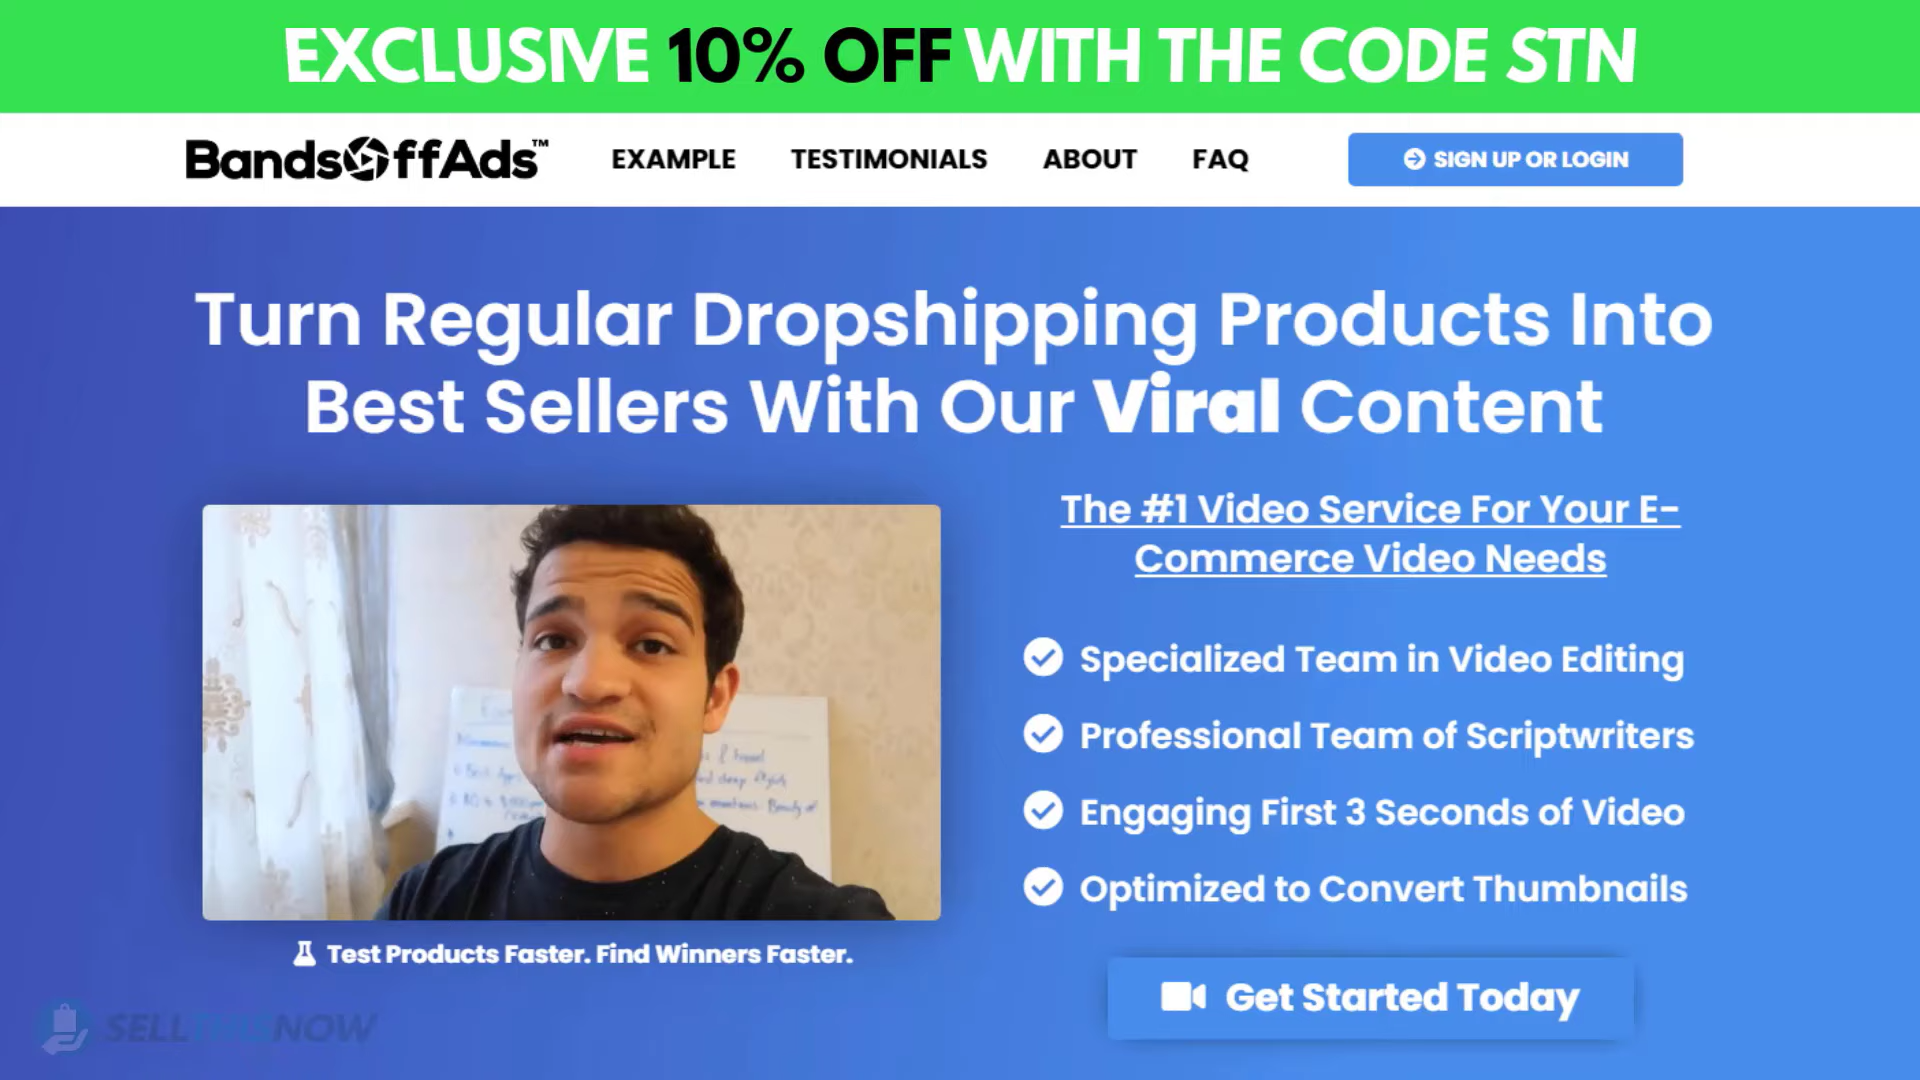 EXCLUSIVE 10% OFF WITH THE CODE STN
BandsOffAds™ EXAMPLE TESTIMONIALS ABOUT FAQ SIGN UP OR LOGIN
Turn Regular Dropshipping Products Into
Best Sellers With Our Viral Content
The #1 Video Service For Your E-
Commerce Video Needs
Specialized Team in Video Editing
Professional Team of Scriptwriters
Engaging First 3 Seconds of Video
Optimized to Convert Thumbnails
Get Started Today
Test Products Faster. Find Winners Faster.
SELLTHISNOW